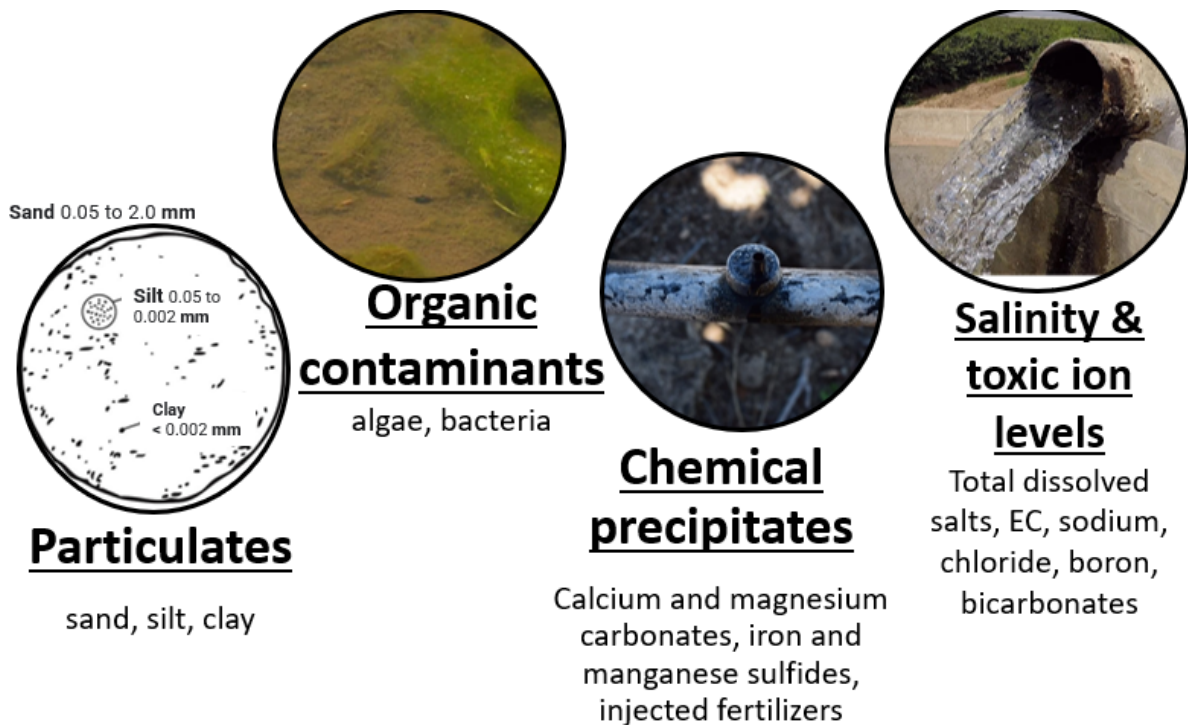 Sand 0.05 to 2.0 mm
Silt 0.05 to
0.002 mm
Clay
< 0.002 mm
Particulates
sand, silt, clay
Organic
contaminants
algae, bacteria
Chemical
precipitates
Calcium and magnesium
carbonates, iron and
manganese sulfides,
injected fertilizers
Salinity &
toxic ion
levels
Total dissolved
salts, EC, sodium,
chloride, boron,
bicarbonates